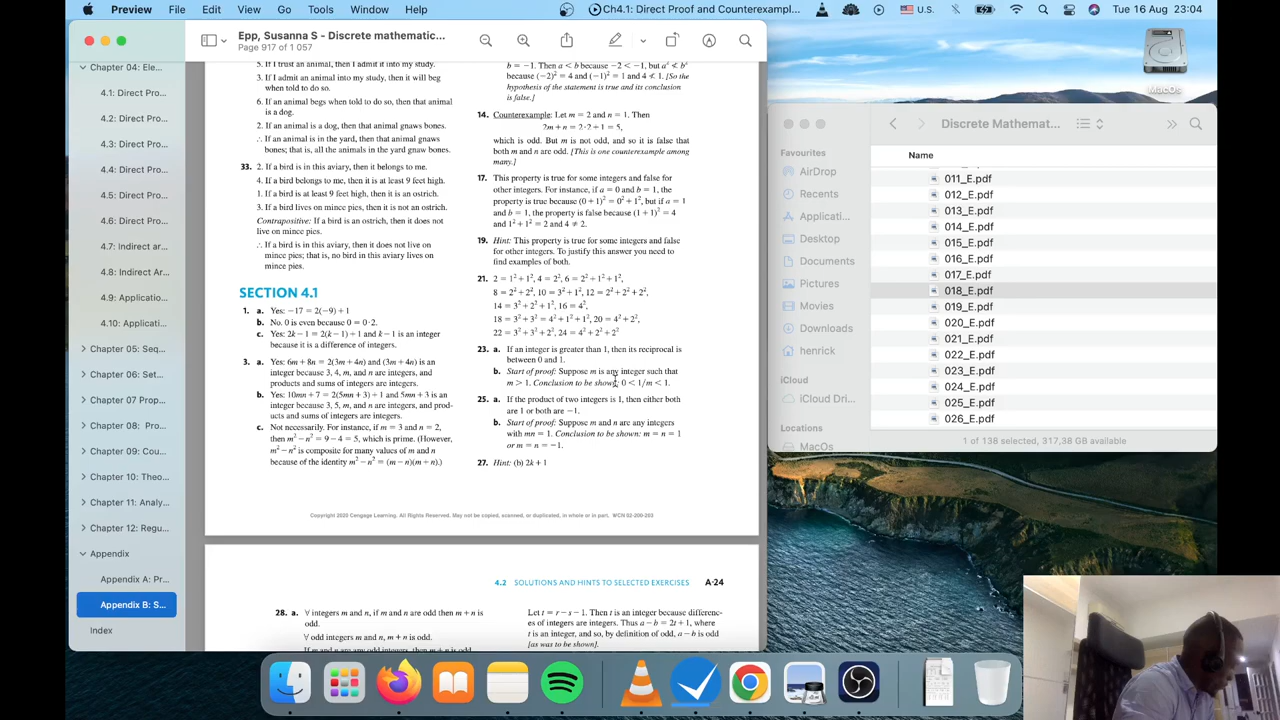 Preview File Edit View Go Tools Window Help
Ch4.1: Direct Proof and Counterexampl
Tue 16 Aug 23:04
Epp, Susanna S - Discrete mathematic...
Page 917 of 1 057
Chapter 04: Ele...
4.1: Direct Pro...
4.2: Direct Pro...
4.3: Direct Pro...
4.4: Direct Pro...
4.5: Direct Pro...
4.6: Direct Pro...
4.7: Indirect ar...
4.8: Indirect Ar...
4.9: Applicatio...
4.10: Applicati...
Chapter 05: Seq...
Chapter 06: Set...
Chapter 07 Prop...
Chapter 08: Pro...
Chapter 09: Cou...
Chapter 10: Theo...
Chapter 11: Analy...
Chapter 12: Regu...
Appendix
Appendix A: Pr...
Appendix B: S...
Index
5. If I trust an animal, then I admit it into my study.
3. If I admit an animal into my study, then it will beg
when told to do so.
6. If an animal begs when told to do so, then that animal
is a dog.
2. If an animal is a dog, then that animal gnaws bones.
∴ If an animal is in the yard, then that animal gnaws
bones; that is, all the animals in the yard gnaw bones.
33. 2. If a bird is in this aviary, then it belongs to me.
4. If a bird belongs to me, then it is at least 9 feet high.
1. If a bird is at least 9 feet high, then it is an ostrich.
3. If a bird lives on mince pies, then it is not an ostrich.
Contrapositive: If a bird is an ostrich, then it does not
live on mince pies.
∴ If a bird is in this aviary, then it does not live on
mince pies; that is, no bird in this aviary lives on
mince pies.
SECTION 4.1
1. a. Yes: −17 = 2(−9) + 1
b. No. 0 is even because 0 = 0·2.
c. Yes: 2k − 1 = 2(k − 1) + 1 and k − 1 is an integer
because it is a difference of integers.
3. a. Yes: 6m + 8n = 2(3m + 4n) and (3m + 4n) is an
integer because 3, 4, m, and n are integers, and
products and sums of integers are integers.
b. Yes: 10mn + 7 = 2(5mn + 3) + 1 and 5mn + 3 is an
integer because 3, 5, m, and n are integers, and prod-
ucts and sums of integers are integers.
c. Not necessarily. For instance, if m = 3 and n = 2,
then m² − n² = 9 − 4 = 5, which is prime. (However,
m² − n² is composite for many values of m and n
because of the identity m² − n² = (m − n)(m + n).)
b = −1. Then a < b because −2 < −1, but a² ≮ b²
because (−2)² = 4 and (−1)² = 1 and 4 ≮ 1. [So the
hypothesis of the statement is true and its conclusion
is false.]
14. Counterexample: Let m = 2 and n = 1. Then
2m + n = 2·2 + 1 = 5,
which is odd. But m is not odd, and so it is false that
both m and n are odd. [This is one counterexample among
many.]
17. This property is true for some integers and false for
other integers. For instance, if a = 0 and b = 1, the
property is true because (0 + 1)² = 0² + 1², but if a = 1
and b = 1, the property is false because (1 + 1)² = 4
and 1² + 1² = 2 and 4 ≠ 2.
19. Hint: This property is true for some integers and false
for other integers. To justify this answer you need to
find examples of both.
21. 2 = 1² + 1², 4 = 2², 6 = 2² + 1² + 1²,
8 = 2² + 2², 10 = 3² + 1², 12 = 2² + 2² + 2²,
14 = 3² + 2² + 1², 16 = 4²,
18 = 3² + 3² = 4² + 1² + 1², 20 = 4² + 2²,
22 = 3² + 3² + 2², 24 = 4² + 2² + 2²
23. a. If an integer is greater than 1, then its reciprocal is
between 0 and 1.
b. Start of proof: Suppose m is any integer such that
m > 1. Conclusion to be shown: 0 < 1/m < 1.
25. a. If the product of two integers is 1, then either both
are 1 or both are −1.
b. Start of proof: Suppose m and n are any integers
with mn = 1. Conclusion to be shown: m = n = 1
or m = n = −1.
27. Hint: (b) 2k + 1
Copyright 2020 Cengage Learning. All Rights Reserved. May not be copied, scanned, or duplicated, in whole or in part. WCN 02-200-203
4.2 SOLUTIONS AND HINTS TO SELECTED EXERCISES A-24
28. a. ∀ integers m and n, if m and n are odd then m + n is
odd.
∀ odd integers m and n, m + n is odd.
If m and n are any odd integers, then m + n is odd
Let t = r − s − 1. Then t is an integer because differenc-
es of integers are integers. Thus a − b = 2t + 1, where
t is an integer, and so, by definition of odd, a − b is odd
[as was to be shown].
MacOs
Discrete Mathemat...
Favourites
AirDrop
Recents
Applicati...
Desktop
Documents
Pictures
Movies
Downloads
henrick
iCloud
iCloud Dri...
Locations
MacOs
Name
011_E.pdf
012_E.pdf
013_E.pdf
014_E.pdf
015_E.pdf
016_E.pdf
017_E.pdf
018_E.pdf
019_E.pdf
020_E.pdf
021_E.pdf
022_E.pdf
023_E.pdf
024_E.pdf
025_E.pdf
026_E.pdf
1 of 138 selected, 317,38 GB available